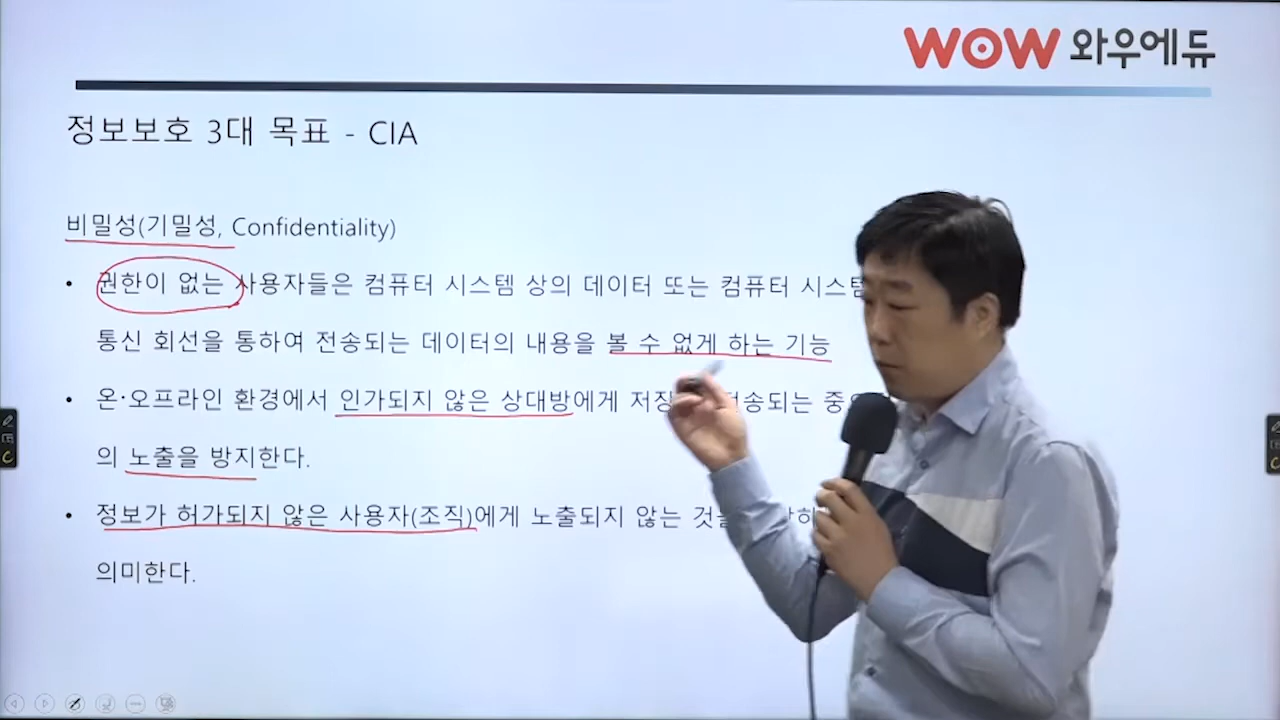 WOW 와우에듀
정보보호 3대 목표 - CIA
비밀성(기밀성, Confidentiality)
• 권한이 없는 사용자들은 컴퓨터 시스템 상의 데이터 또는 컴퓨터 시스템
통신 회선을 통하여 전송되는 데이터의 내용을 볼 수 없게 하는 기능
• 온·오프라인 환경에서 인가되지 않은 상대방에게 저장 전송되는
의 노출을 방지한다.
• 정보가 허가되지 않은 사용자(조직)에게 노출되지 않는 것을
의미한다.